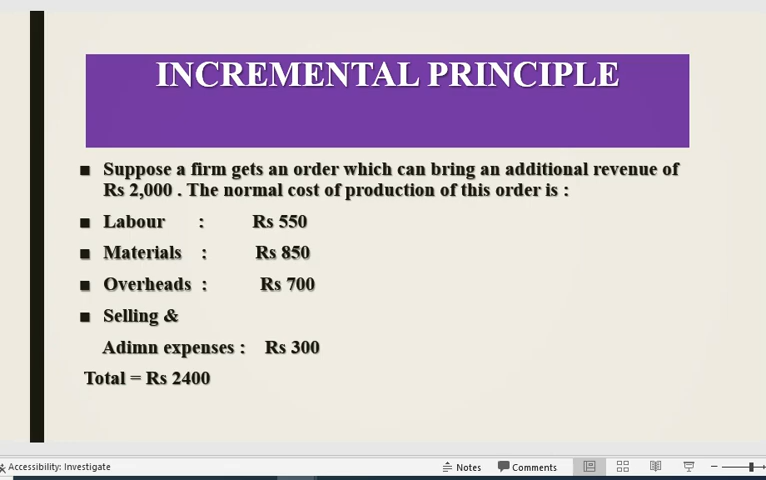 INCREMENTAL PRINCIPLE
Suppose a firm gets an order which can bring an additional revenue of
Rs 2,000 . The normal cost of production of this order is :
Labour : Rs 550
Materials : Rs 850
Overheads : Rs 700
Selling &
Adimn expenses : Rs 300
Total = Rs 2400
Accessibility: Investigate
Notes Comments